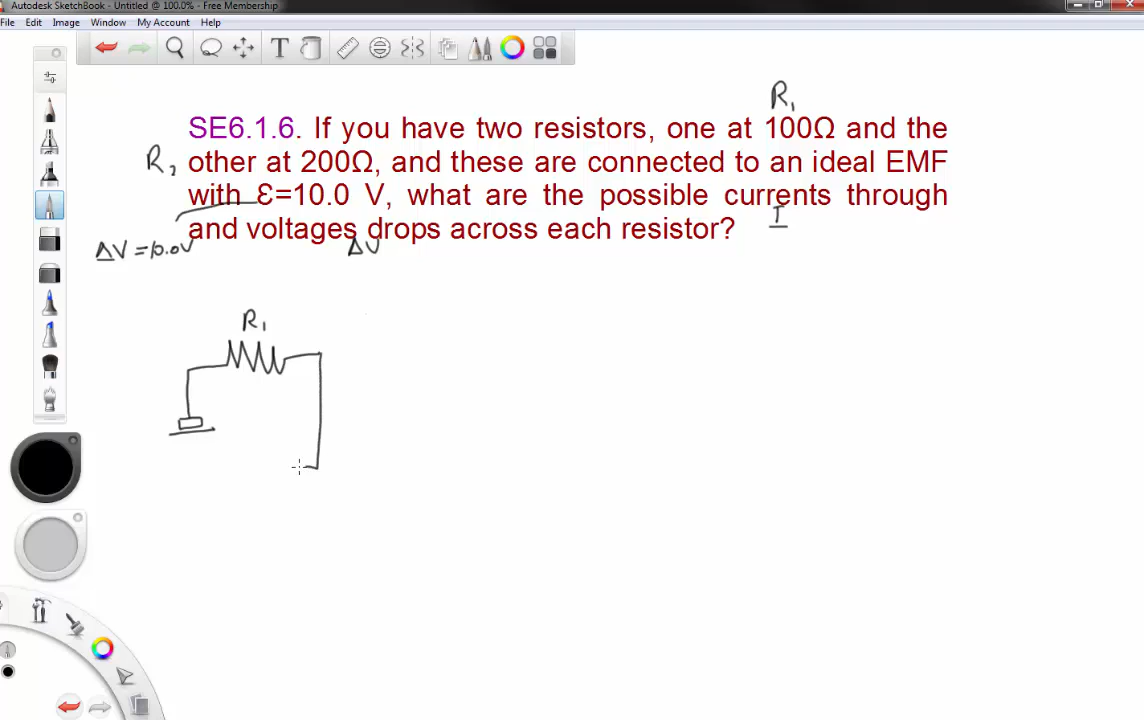 Autodesk SketchBook - Untitled @ 100.0% - Free Membership
File Edit Image Window My Account Help
T
R₁
SE6.1.6. If you have two resistors, one at 100Ω and the
R₂ other at 200Ω, and these are connected to an ideal EMF
with Ɛ=10.0 V, what are the possible currents through
I
and voltages drops across each resistor?
ΔV = 10.0V ΔV
R₁